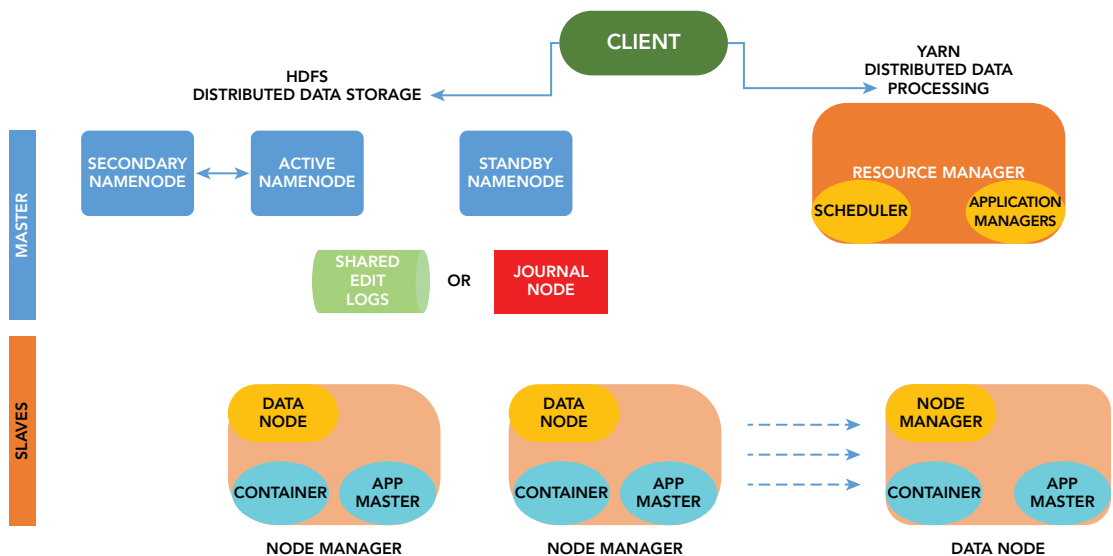 CLIENT
HDFS
DISTRIBUTED DATA STORAGE
YARN
DISTRIBUTED DATA
PROCESSING
MASTER
SECONDARY
NAMENODE
ACTIVE
NAMENODE
STANDBY
NAMENODE
RESOURCE MANAGER
SCHEDULER
APPLICATION
MANAGERS
SHARED
EDIT
LOGS
OR
JOURNAL
NODE
SLAVES
DATA
NODE
CONTAINER
APP
MASTER
NODE MANAGER
DATA
NODE
CONTAINER
APP
MASTER
NODE MANAGER
NODE
MANAGER
CONTAINER
APP
MASTER
DATA NODE